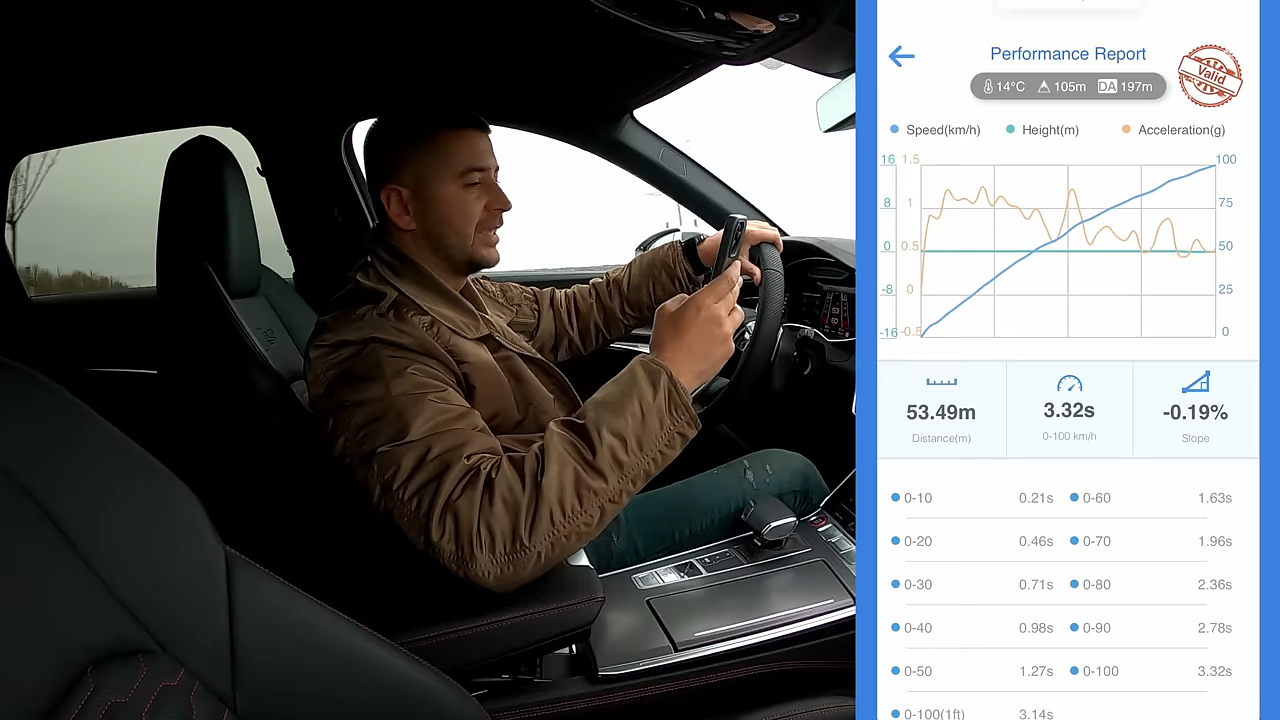 Performance Report
Valid
14°C 105m DA 197m
Speed(km/h) Height(m) Acceleration(g)
16 1.5 100
8 1 75
0 0.5 50
-8 0 25
-16 -0.5 0
53.49m 3.32s -0.19%
Distance(m) 0-100 km/h Slope
0-10 0.21s 0-60 1.63s
0-20 0.46s 0-70 1.96s
0-30 0.71s 0-80 2.36s
0-40 0.98s 0-90 2.78s
0-50 1.27s 0-100 3.32s
0-100(1ft) 3.14s